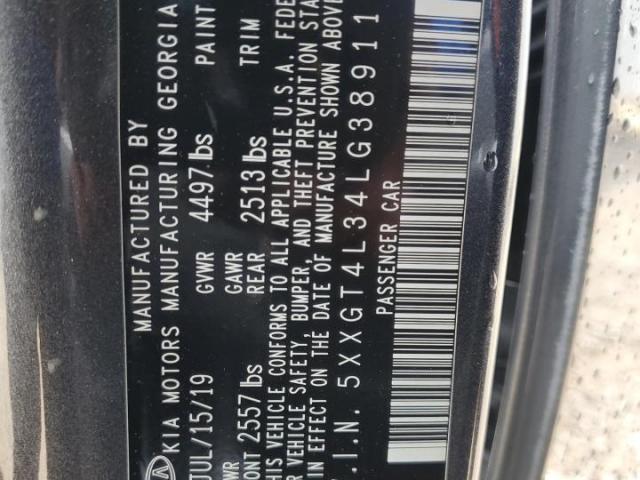 MANUFACTURED BY
KIA MOTORS MANUFACTURING GEORGIA
JUL/15/19 GVWR 4497 lbs PAINT
GAWR GAWR
2557 lbs REAR 2513 lbs TRIM
THIS VEHICLE CONFORMS TO ALL APPLICABLE U.S.A. FEDE
VEHICLE SAFETY, BUMPER, AND THEFT PREVENTION STA
IN EFFECT ON THE DATE OF MANUFACTURE SHOWN ABOVE
V.I.N. 5XXGT4L34LG38911
PASSENGER CAR